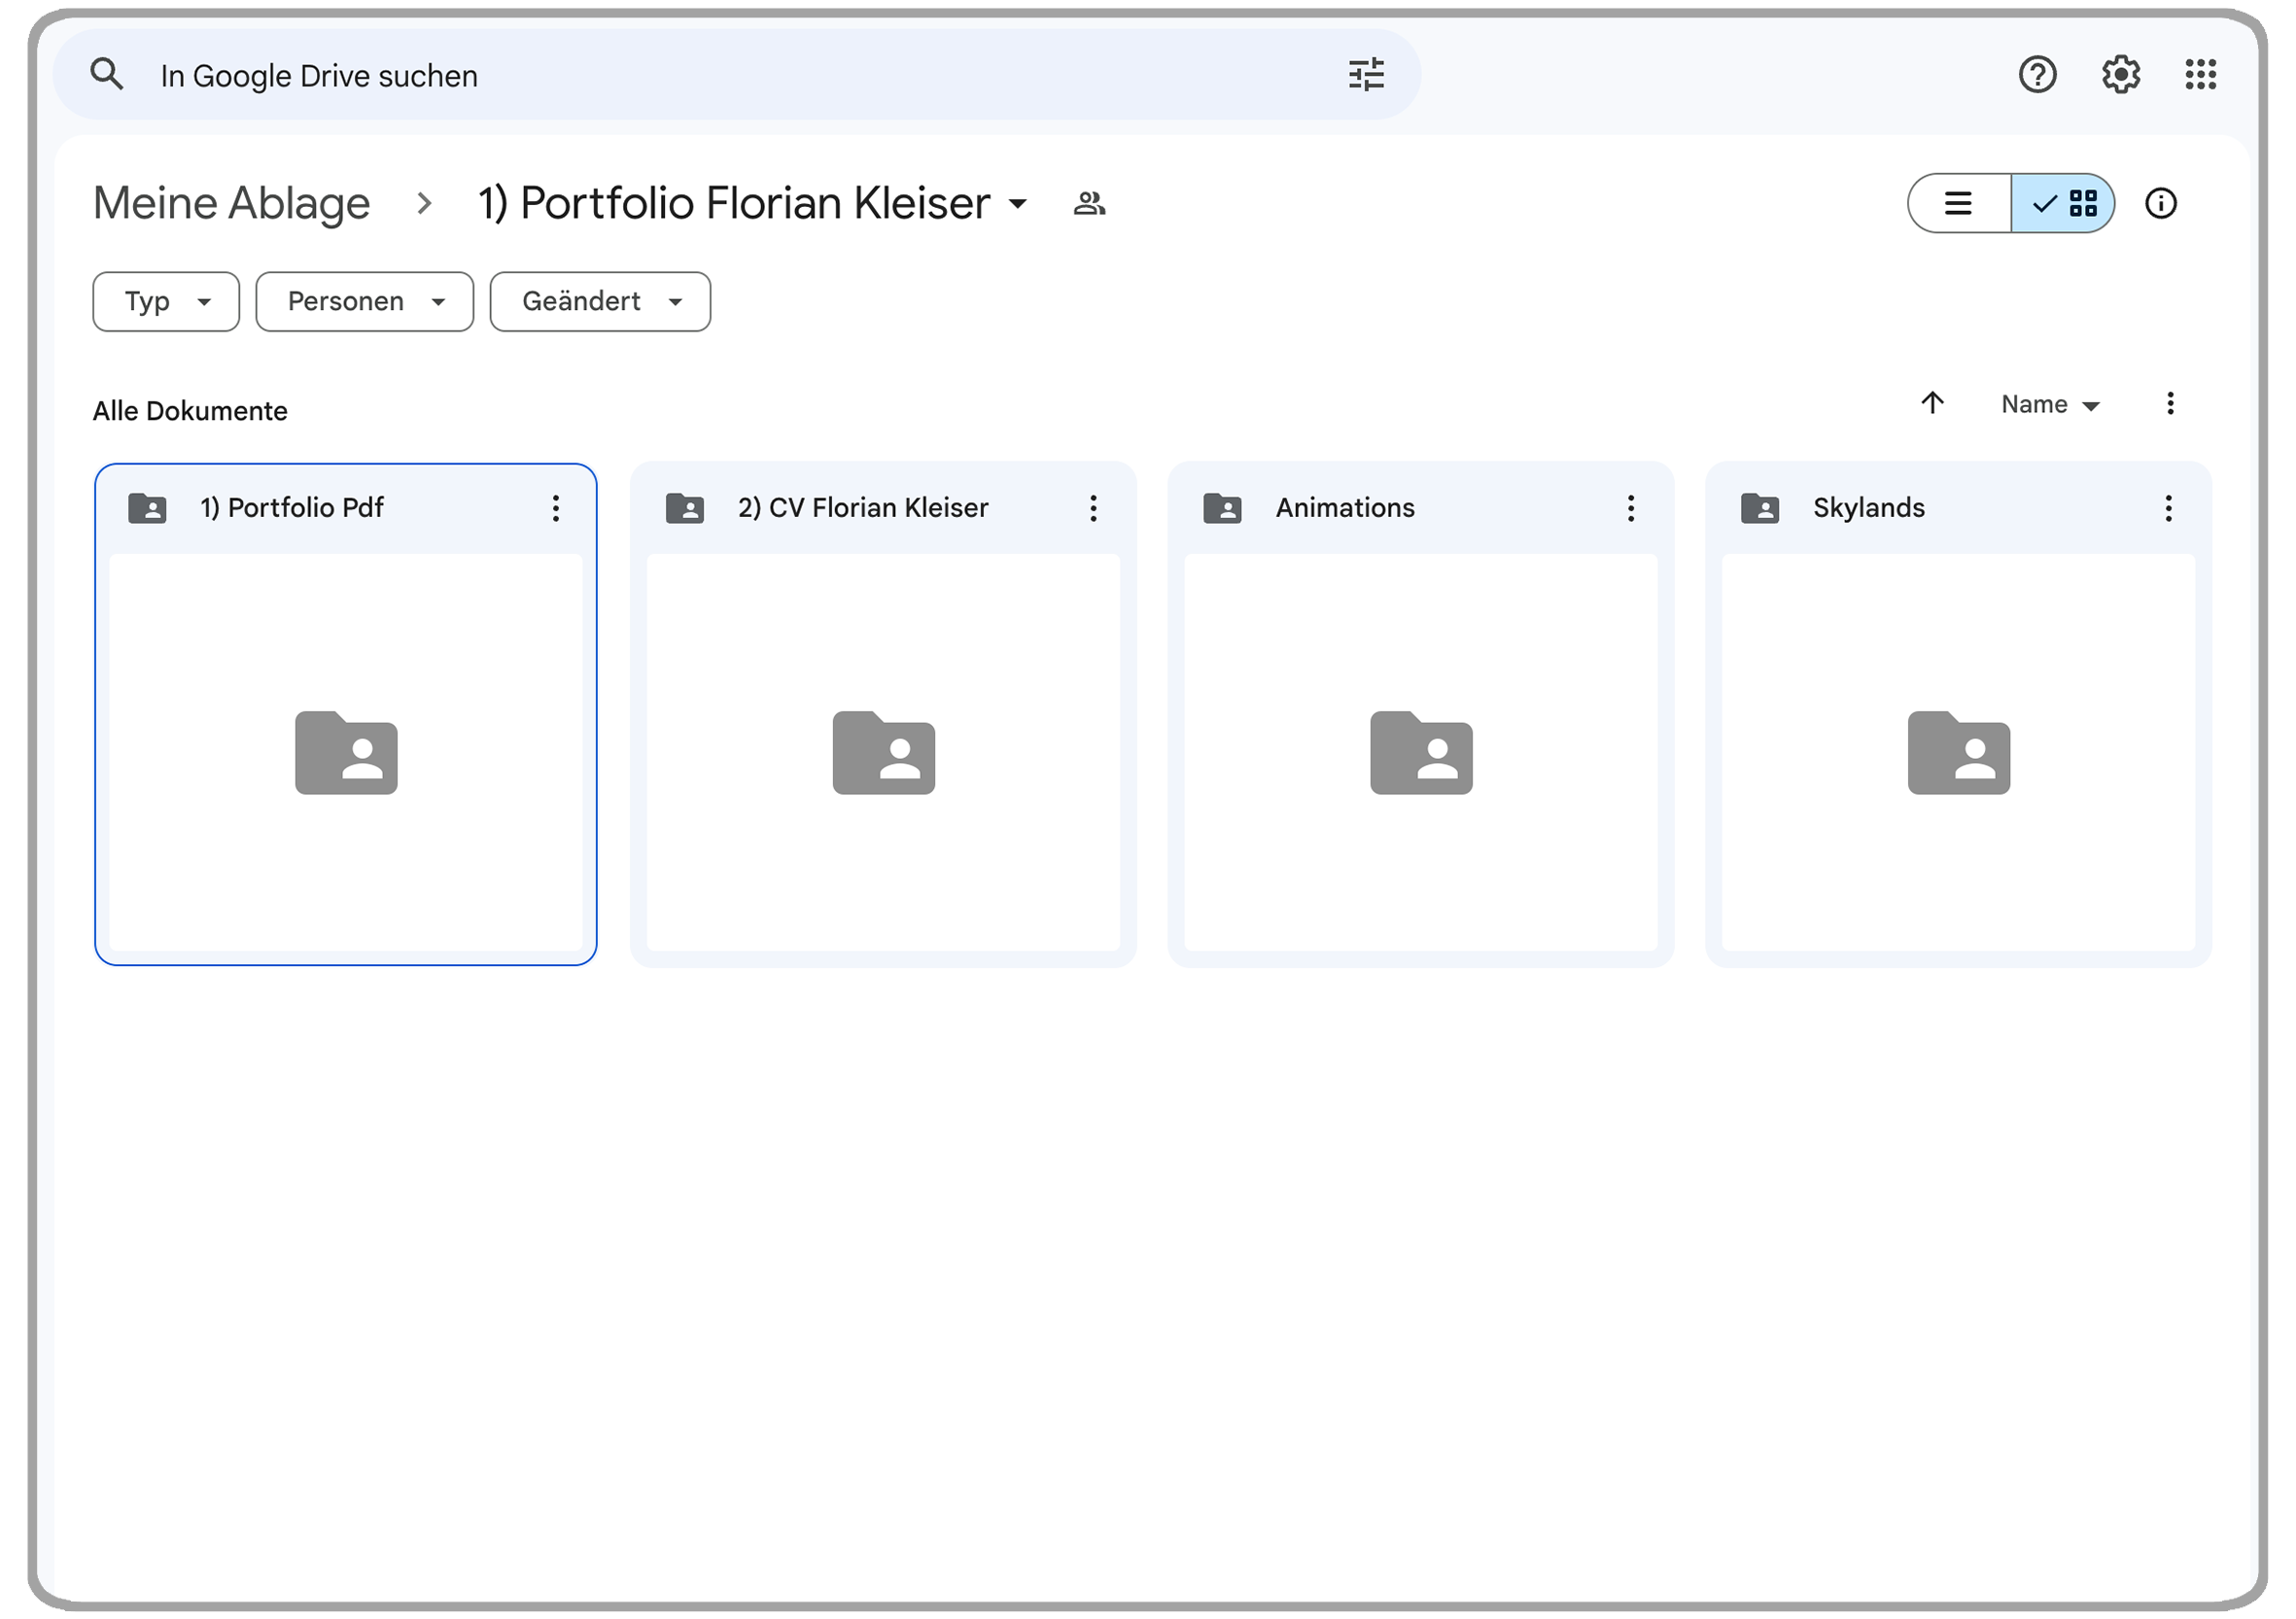 In Google Drive suchen
Meine Ablage
1) Portfolio Florian Kleiser
Typ
Personen
Geändert
Alle Dokumente
Name
1) Portfolio Pdf
2) CV Florian Kleiser
Animations
Skylands